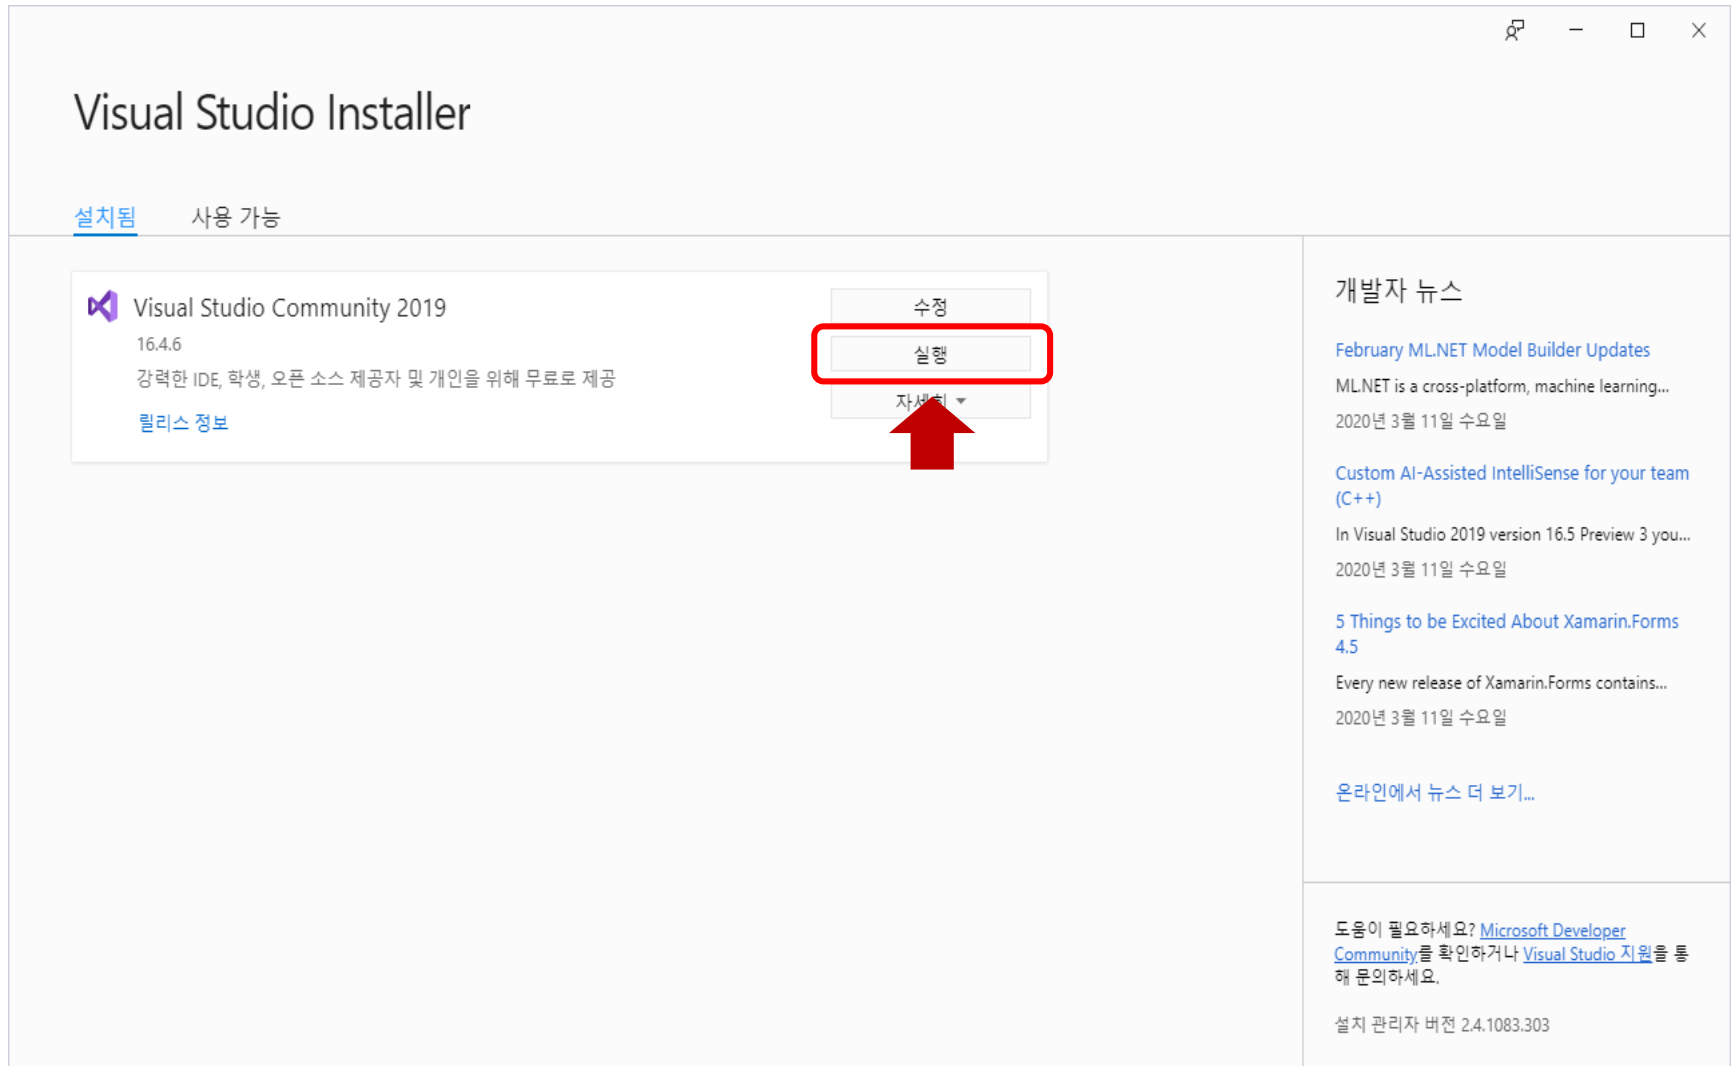 Visual Studio Installer
설치됨
사용 가능
Visual Studio Community 2019
16.4.6
강력한 IDE, 학생, 오픈 소스 제공자 및 개인을 위해 무료로 제공
릴리스 정보
수정
실행
자세히
개발자 뉴스
February ML.NET Model Builder Updates
ML.NET is a cross-platform, machine learning...
2020년 3월 11일 수요일
Custom AI-Assisted IntelliSense for your team
(C++)
In Visual Studio 2019 version 16.5 Preview 3 you...
2020년 3월 11일 수요일
5 Things to be Excited About Xamarin.Forms
4.5
Every new release of Xamarin.Forms contains...
2020년 3월 11일 수요일
온라인에서 뉴스 더 보기...
도움이 필요하세요? Microsoft Developer
Community를 확인하거나 Visual Studio 지원을 통
해 문의하세요.
설치 관리자 버전 2.4.1083.303